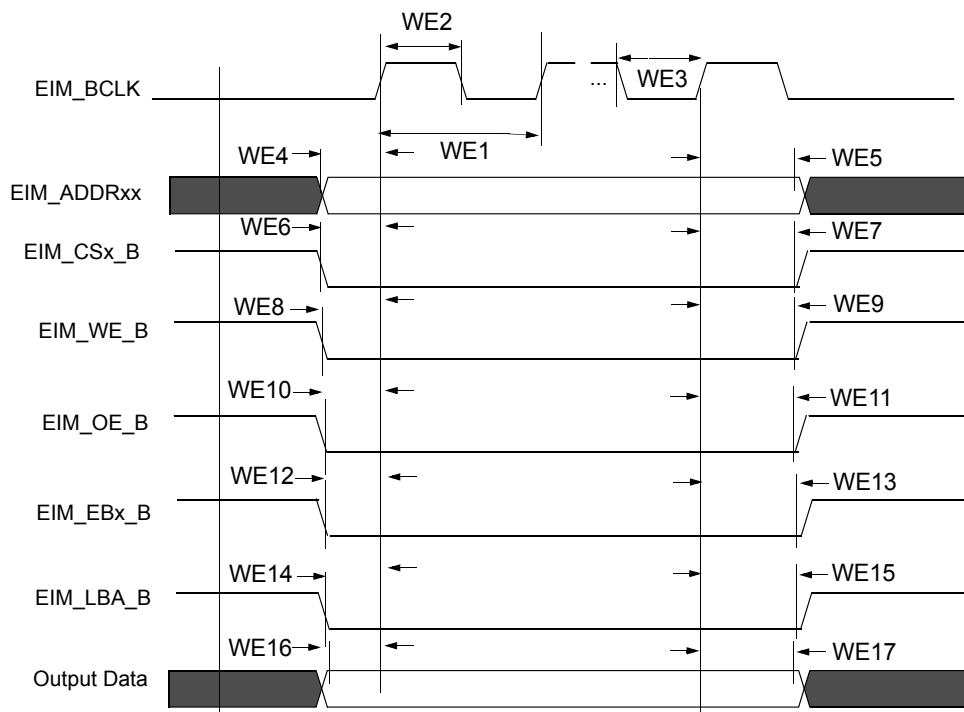 WE2
EIM_BCLK
...
WE3
WE4
WE1
WE5
EIM_ADDRxx
WE6
WE7
EIM_CSx_B
WE8
WE9
EIM_WE_B
WE10
WE11
EIM_OE_B
WE12
WE13
EIM_EBx_B
WE14
WE15
EIM_LBA_B
WE16
WE17
Output Data